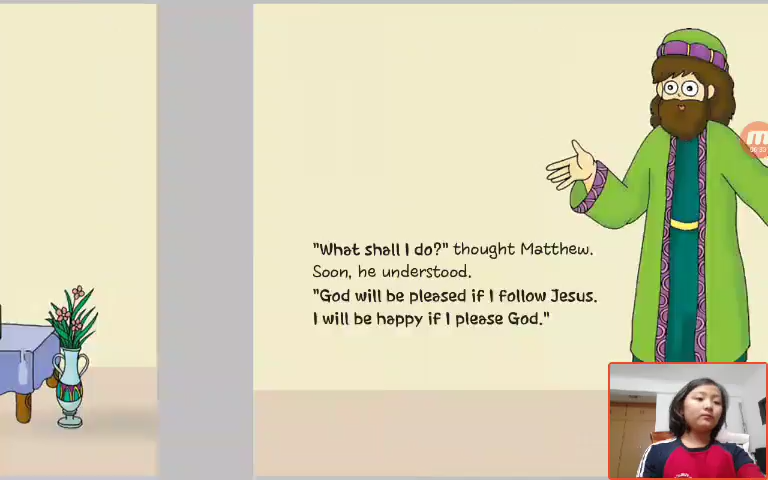 "What shall I do?" thought Matthew.
Soon, he understood.
"God will be pleased if I follow Jesus.
I will be happy if I please God."